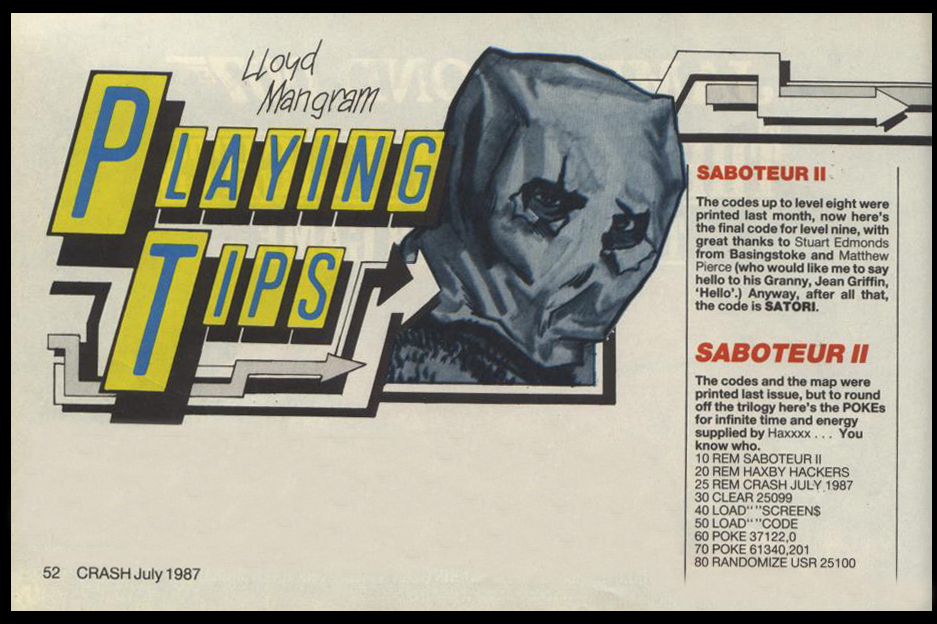 Lloyd
Mangram
PLAYING
TIPS
SABOTEUR II
The codes up to level eight were
printed last month, now here's
the final code for level nine, with
great thanks to Stuart Edmonds
from Basingstoke and Matthew
Pierce (who would like me to say
hello to his Granny, Jean Griffin,
'Hello'.) Anyway, after all that,
the code is SATORI.
SABOTEUR II
The codes and the map were
printed last issue, but to round
off the trilogy here's the POKEs
for infinite time and energy
supplied by Haxxxx . . . You
know who.
10 REM SABOTEUR II
20 REM HAXBY HACKERS
25 REM CRASH JULY 1987
30 CLEAR 25099
40 LOAD“ ”SCREEN$
50 LOAD“ ”CODE
60 POKE 37122,0
70 POKE 61340,201
80 RANDOMIZE USR 25100
52 CRASH July 1987